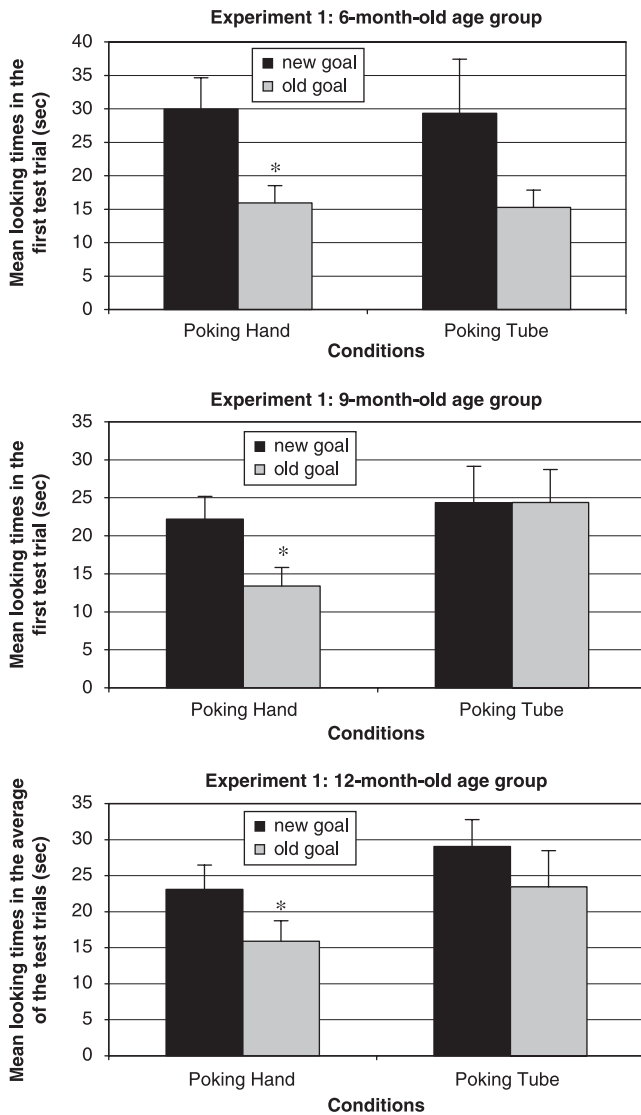 Experiment 1: 6-month-old age group
Mean looking times in the
first test trial (sec)
40
35
30
25
20
15
10
5
0
new goal
old goal
*
Poking Hand
Poking Tube
Conditions
Experiment 1: 9-month-old age group
Mean looking times in the
first test trial (sec)
35
30
25
20
15
10
5
0
new goal
old goal
*
Poking Hand
Poking Tube
Conditions
Experiment 1: 12-month-old age group
Mean looking times in the average
of the test trials (sec)
35
30
25
20
15
10
5
0
new goal
old goal
*
Poking Hand
Poking Tube
Conditions